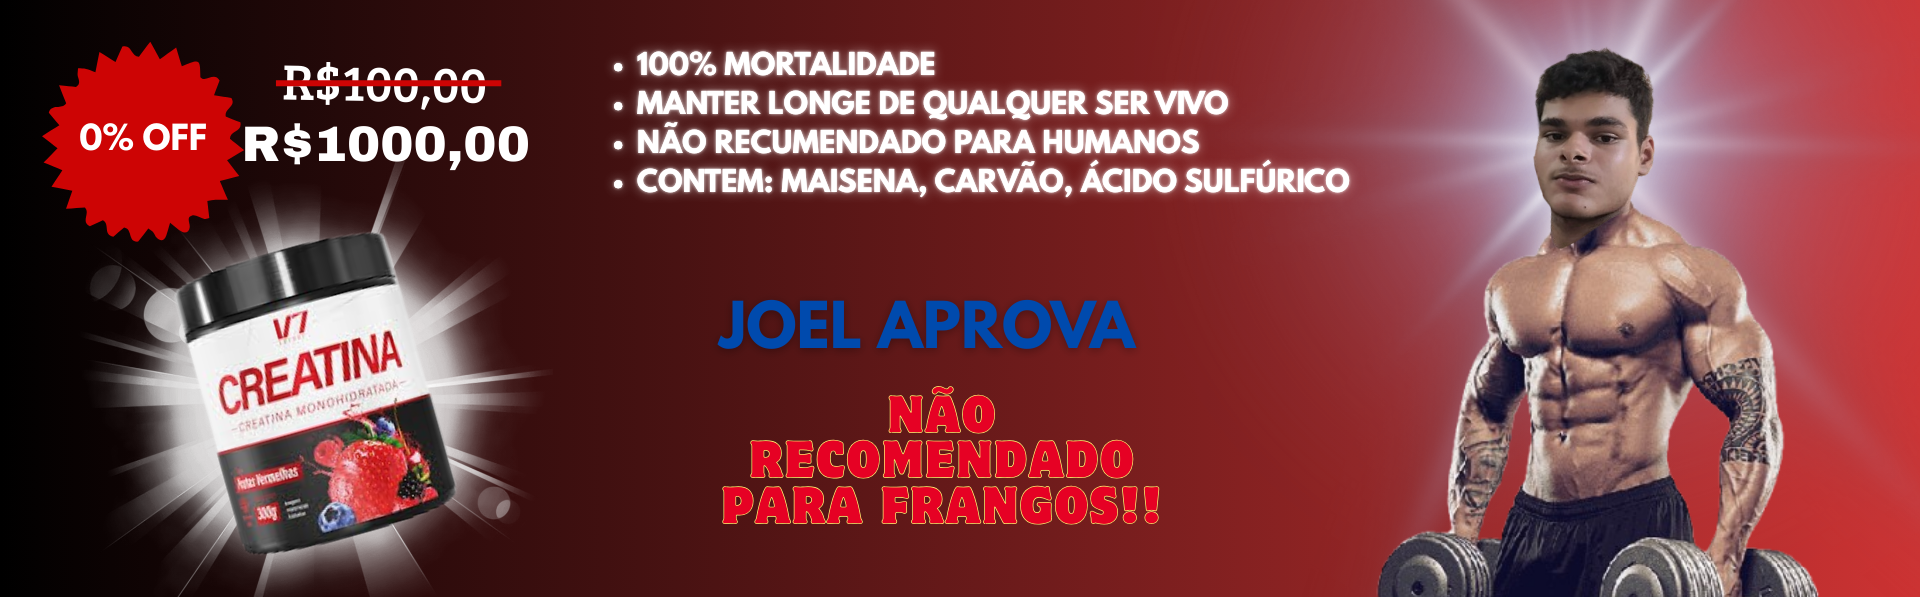 0% OFF
R$100,00
R$1000,00
• 100% MORTALIDADE
• MANTER LONGE DE QUALQUER SER VIVO
• NÃO RECUMENDADO PARA HUMANOS
• CONTEM: MAISENA, CARVÃO, ÁCIDO SULFÚRICO
JOEL APROVA
NÃO
RECOMENDADO
PARA FRANGOS!!
V7
CREATINA
CREATINA MONOHIDRATADA
Frutas Vermelhas
300g